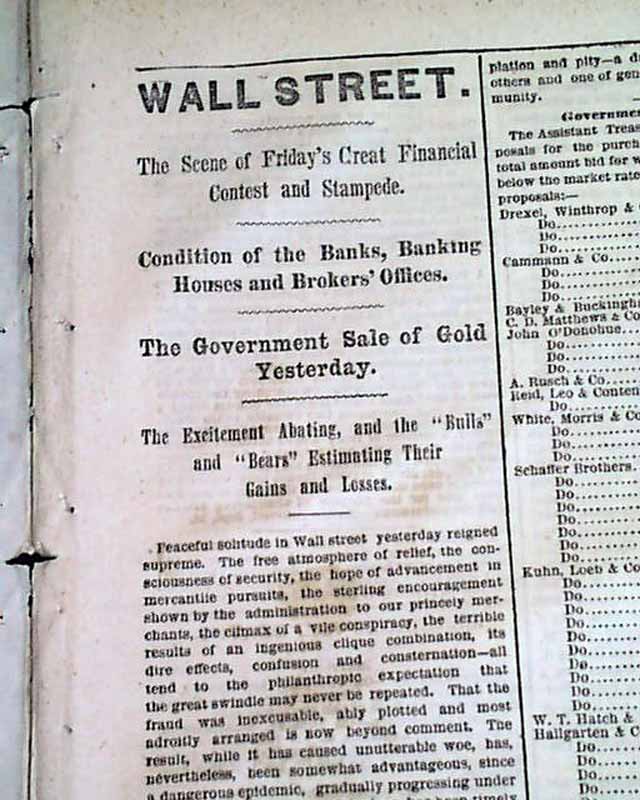 WALL STREET.
The Scene of Friday's Great Financial
Contest and Stampede.
Condition of the Banks, Banking
Houses and Brokers' Offices.
The Government Sale of Gold
Yesterday.
The Excitement Abating, and the "Bulls"
and "Bears" Estimating Their
Gains and Losses.
Peaceful solitude in Wall street yesterday reigned
supreme. The free atmosphere of relief, the con-
sciousness of security, the hope of advancement in
mercantile pursuits, the sterling encouragement
shown by the administration to our princely mer-
chants, the climax of a vile conspiracy, the terrible
results of an ingenious clique combination, its
dire effects, confusion and consternation—all
tend to the philanthropic expectation that
the great swindle may never be repeated. That the
fraud was inexcusable, ably plotted and most
adroitly arranged is now beyond comment. The
result, while it has caused unutterable woe, has,
nevertheless, been somewhat advantageous, since
a dangerous epidemic, gradually progressing under
timely
plation and pity—a
others and one of
munity.
The Assistant
posals for the
total amount bid for
below the market
proposals:—
Drexel, Winthrop &
Do..........
Do..........
Do..........
Cammann & Co....
Do..........
Do..........
Do..........
Bayley &
C. D. Matthews &
John O'Donohue....
Do..........
Do..........
Do..........
A. Rusch & Co....
Reid, Leo &
Do..........
White, Morris &
Do..........
Do..........
Do..........
Schaffer Brothers..
Do..........
Do..........
Do..........
Do..........
Do..........
Do..........
Do..........
Kuhn, Loeb &
Do..........
Do..........
Do..........
Do..........
Do..........
Do..........
Do..........
Do..........
Do..........
Do..........
W. T. Hatch &
Hallgarten &
Do..........
Do..........
Do..........
Do..........
Do..........